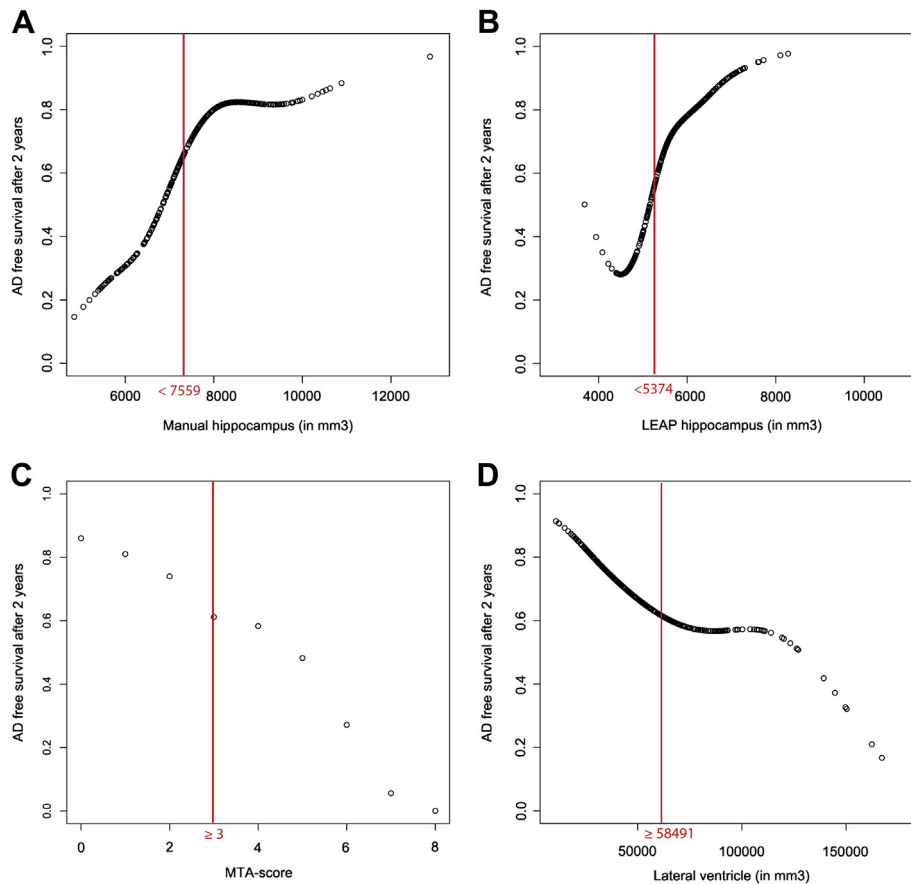 A
AD free survival after 2 years
1.0
0.8
0.6
0.4
0.2
0.0
6000 8000 10000 12000
< 7559
Manual hippocampus (in mm3)
B
AD free survival after 2 years
1.0
0.8
0.6
0.4
0.2
0.0
4000 6000 8000 10000
<5374
LEAP hippocampus (in mm3)
C
AD free survival after 2 years
1.0
0.8
0.6
0.4
0.2
0.0
0 2 4 6 8
≥ 3
MTA-score
D
AD free survival after 2 years
1.0
0.8
0.6
0.4
0.2
0.0
50000 100000 150000
≥ 58491
Lateral ventricle (in mm3)